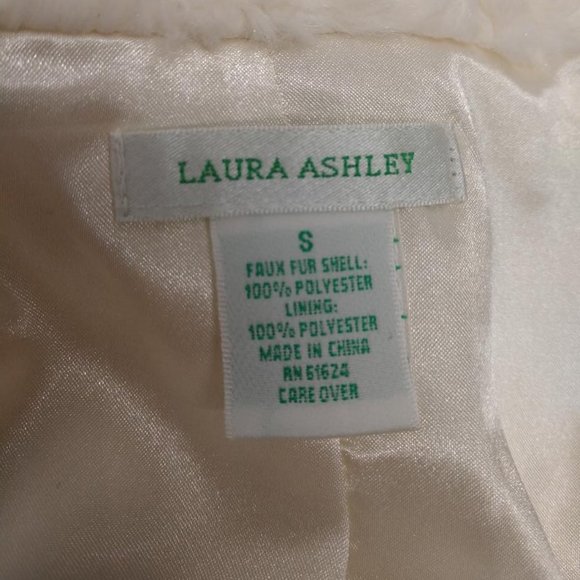 LAURA ASHLEY
S
FAUX FUR SHELL:
100% POLYESTER
LINING:
100% POLYESTER
MADE IN CHINA
RN 61624
CARE OVER